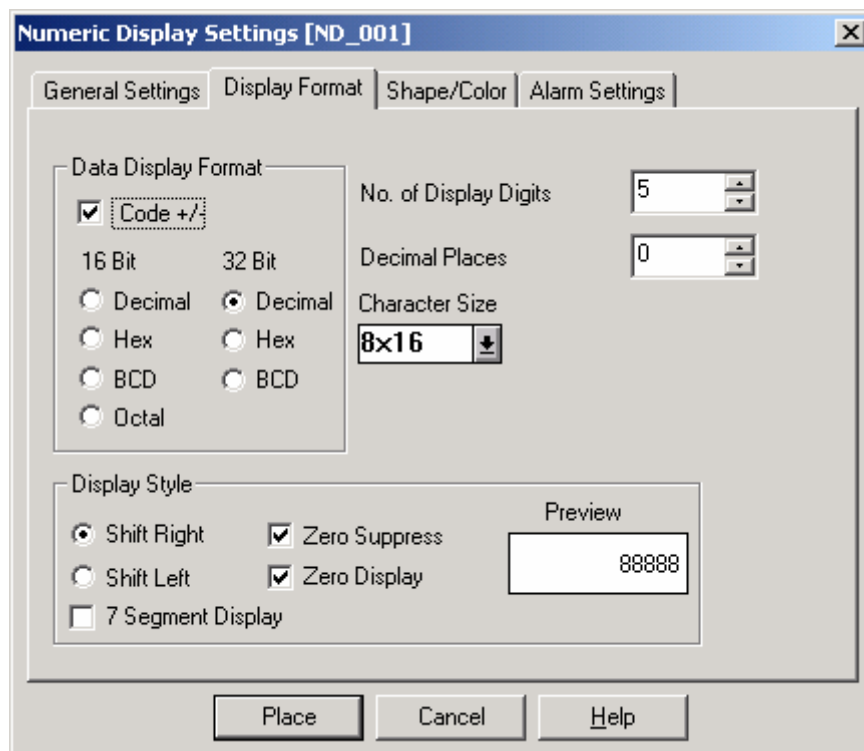 Numeric Display Settings [ND_001]
General Settings Display Format Shape/Color Alarm Settings
Data Display Format
Code +/-
16 Bit 32 Bit
Decimal Decimal
Hex Hex
BCD BCD
Octal
No. of Display Digits 5
Decimal Places 0
Character Size
8×16
Display Style
Shift Right Zero Suppress
Shift Left Zero Display
7 Segment Display
Preview
88888
Place Cancel Help